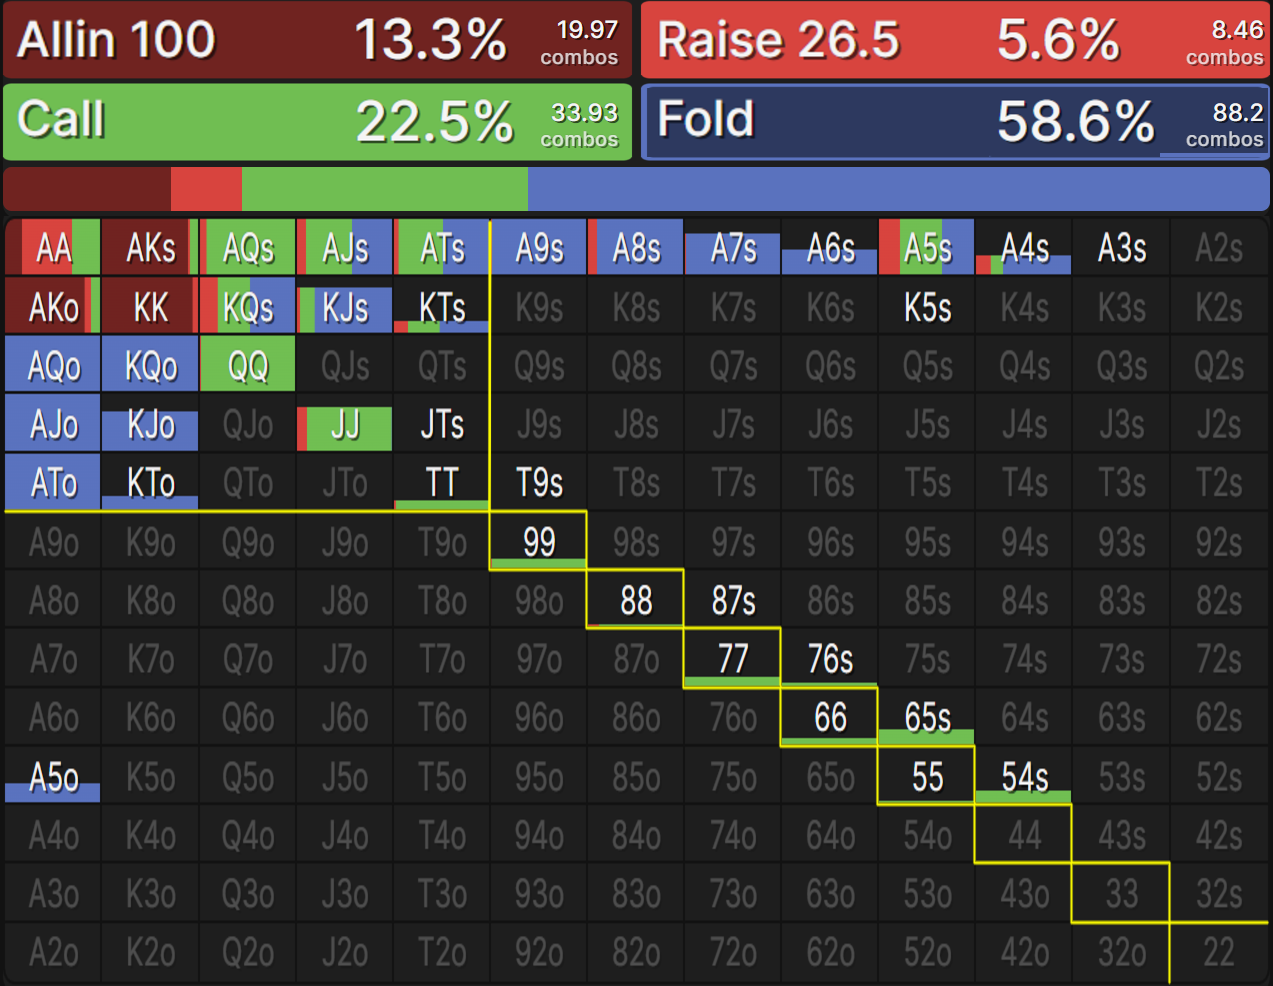 Allin 100 13.3% 19.97 combos Raise 26.5 5.6% 8.46 combos
Call 22.5% 33.93 combos Fold 58.6% 88.2 combos
AA AKs AQs AJs ATs A9s A8s A7s A6s A5s A4s A3s A2s
AKo KK KQs KJs KTs K9s K8s K7s K6s K5s K4s K3s K2s
AQo KQo QQ QJs QTs Q9s Q8s Q7s Q6s Q5s Q4s Q3s Q2s
AJo KJo QJo JJ JTs J9s J8s J7s J6s J5s J4s J3s J2s
ATo KTo QTo JTo TT T9s T8s T7s T6s T5s T4s T3s T2s
A9o K9o Q9o J9o T9o 99 98s 97s 96s 95s 94s 93s 92s
A8o K8o Q8o J8o T8o 98o 88 87s 86s 85s 84s 83s 82s
A7o K7o Q7o J7o T7o 97o 87o 77 76s 75s 74s 73s 72s
A6o K6o Q6o J6o T6o 96o 86o 76o 66 65s 64s 63s 62s
A5o K5o Q5o J5o T5o 95o 85o 75o 65o 55 54s 53s 52s
A4o K4o Q4o J4o T4o 94o 84o 74o 64o 54o 44 43s 42s
A3o K3o Q3o J3o T3o 93o 83o 73o 63o 53o 43o 33 32s
A2o K2o Q2o J2o T2o 92o 82o 72o 62o 52o 42o 32o 22